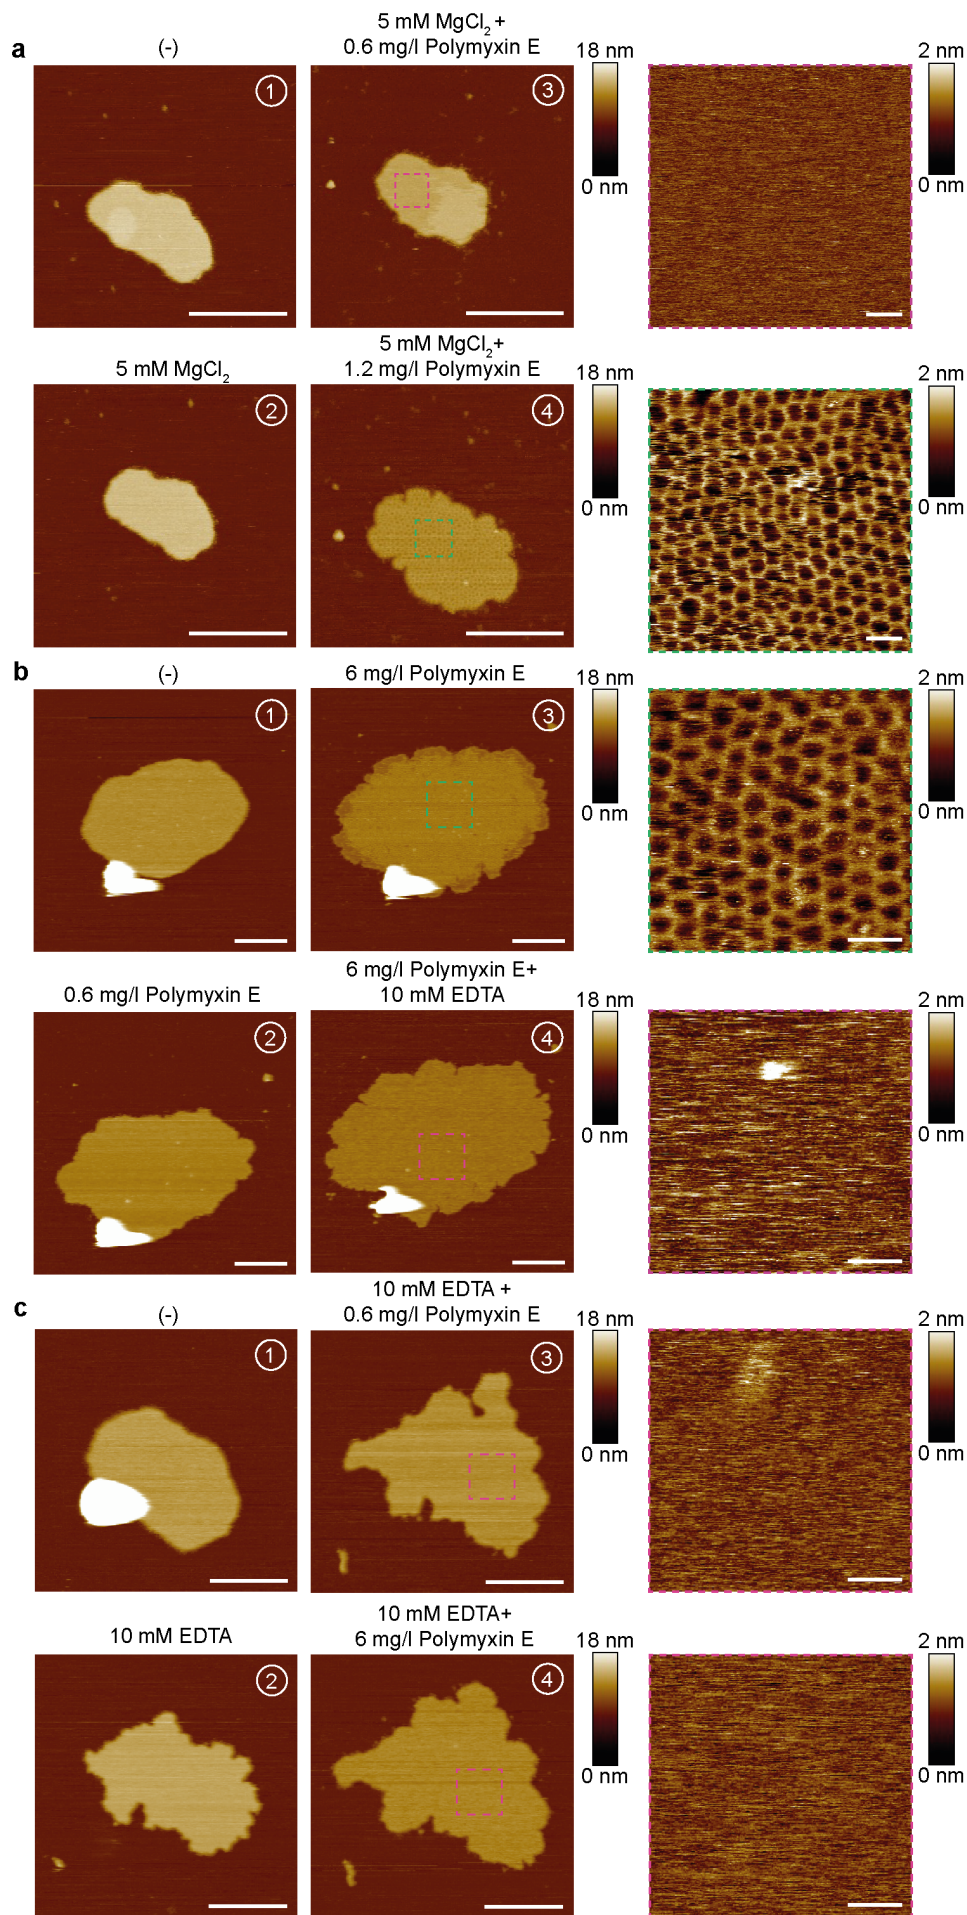 a
(-)
5 mM MgCl₂ +
0.6 mg/l Polymyxin E
1
3
18 nm
0 nm
2 nm
0 nm
5 mM MgCl₂
5 mM MgCl₂+
1.2 mg/l Polymyxin E
2
4
18 nm
0 nm
2 nm
0 nm
b
(-)
6 mg/l Polymyxin E
1
3
18 nm
0 nm
2 nm
0 nm
0.6 mg/l Polymyxin E
6 mg/l Polymyxin E+
10 mM EDTA
2
4
18 nm
0 nm
2 nm
0 nm
c
(-)
10 mM EDTA +
0.6 mg/l Polymyxin E
1
3
18 nm
0 nm
2 nm
0 nm
10 mM EDTA
10 mM EDTA+
6 mg/l Polymyxin E
2
4
18 nm
0 nm
2 nm
0 nm